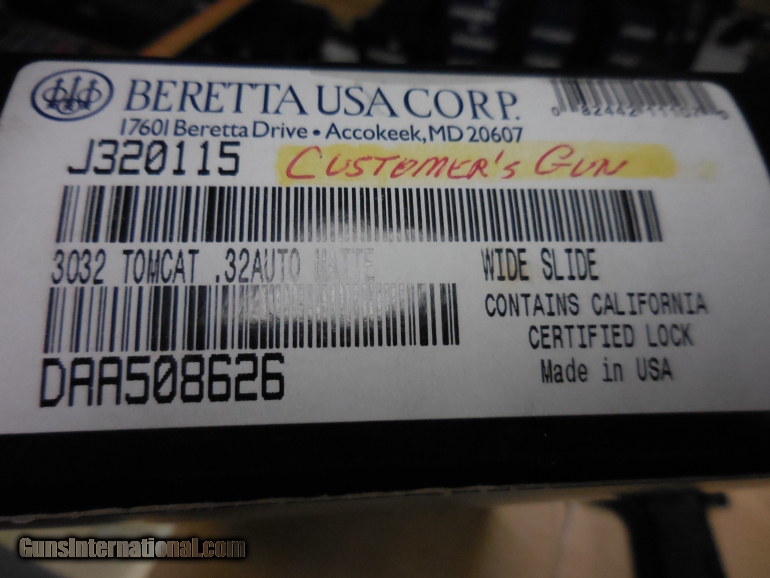 BERETTA USA CORP.
17601 Beretta Drive • Accokeek, MD 20607
J320115
CUSTOMER'S GUN
3032 TOMCAT .32AUTO MATTE WIDE SLIDE
CONTAINS CALIFORNIA
CERTIFIED LOCK
DAA508626
Made in USA
GunsInternational.com